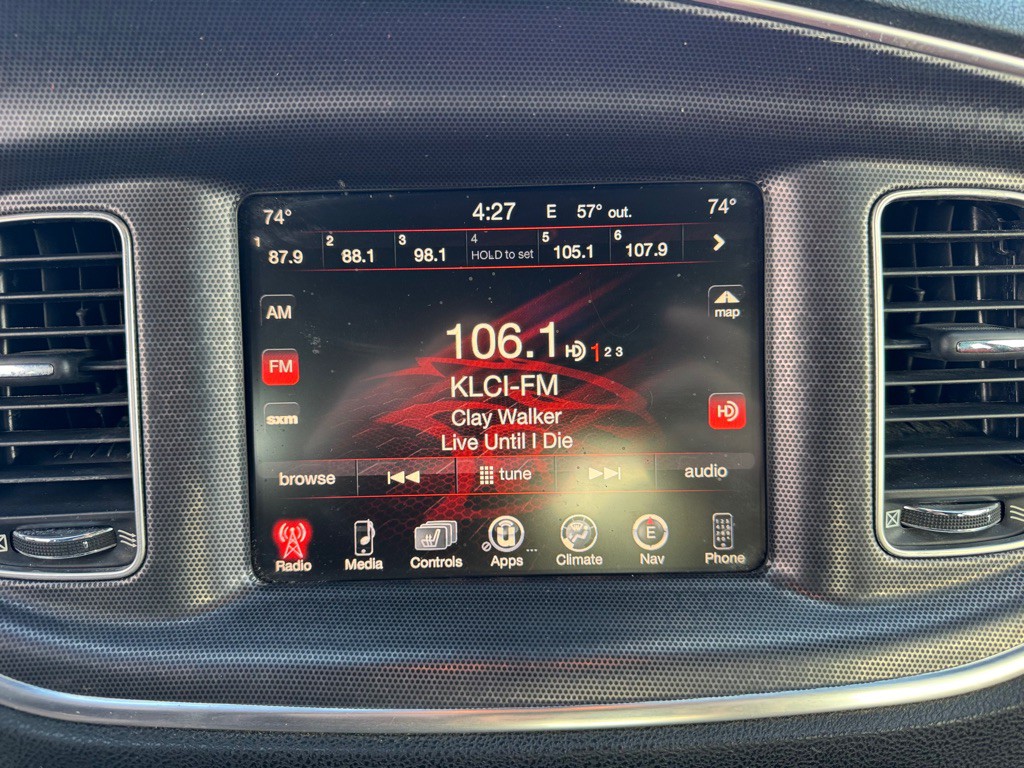 74° 4:27 E 57° out. 74°
1 87.9 2 88.1 3 98.1 4 HOLD to set 5 105.1 6 107.9
AM
map
106.1 HD 1 2 3
FM
KLCI-FM
HD
sxm
Clay Walker
Live Until I Die
browse tune audio
E
Radio Media Controls Apps ... Climate Nav Phone